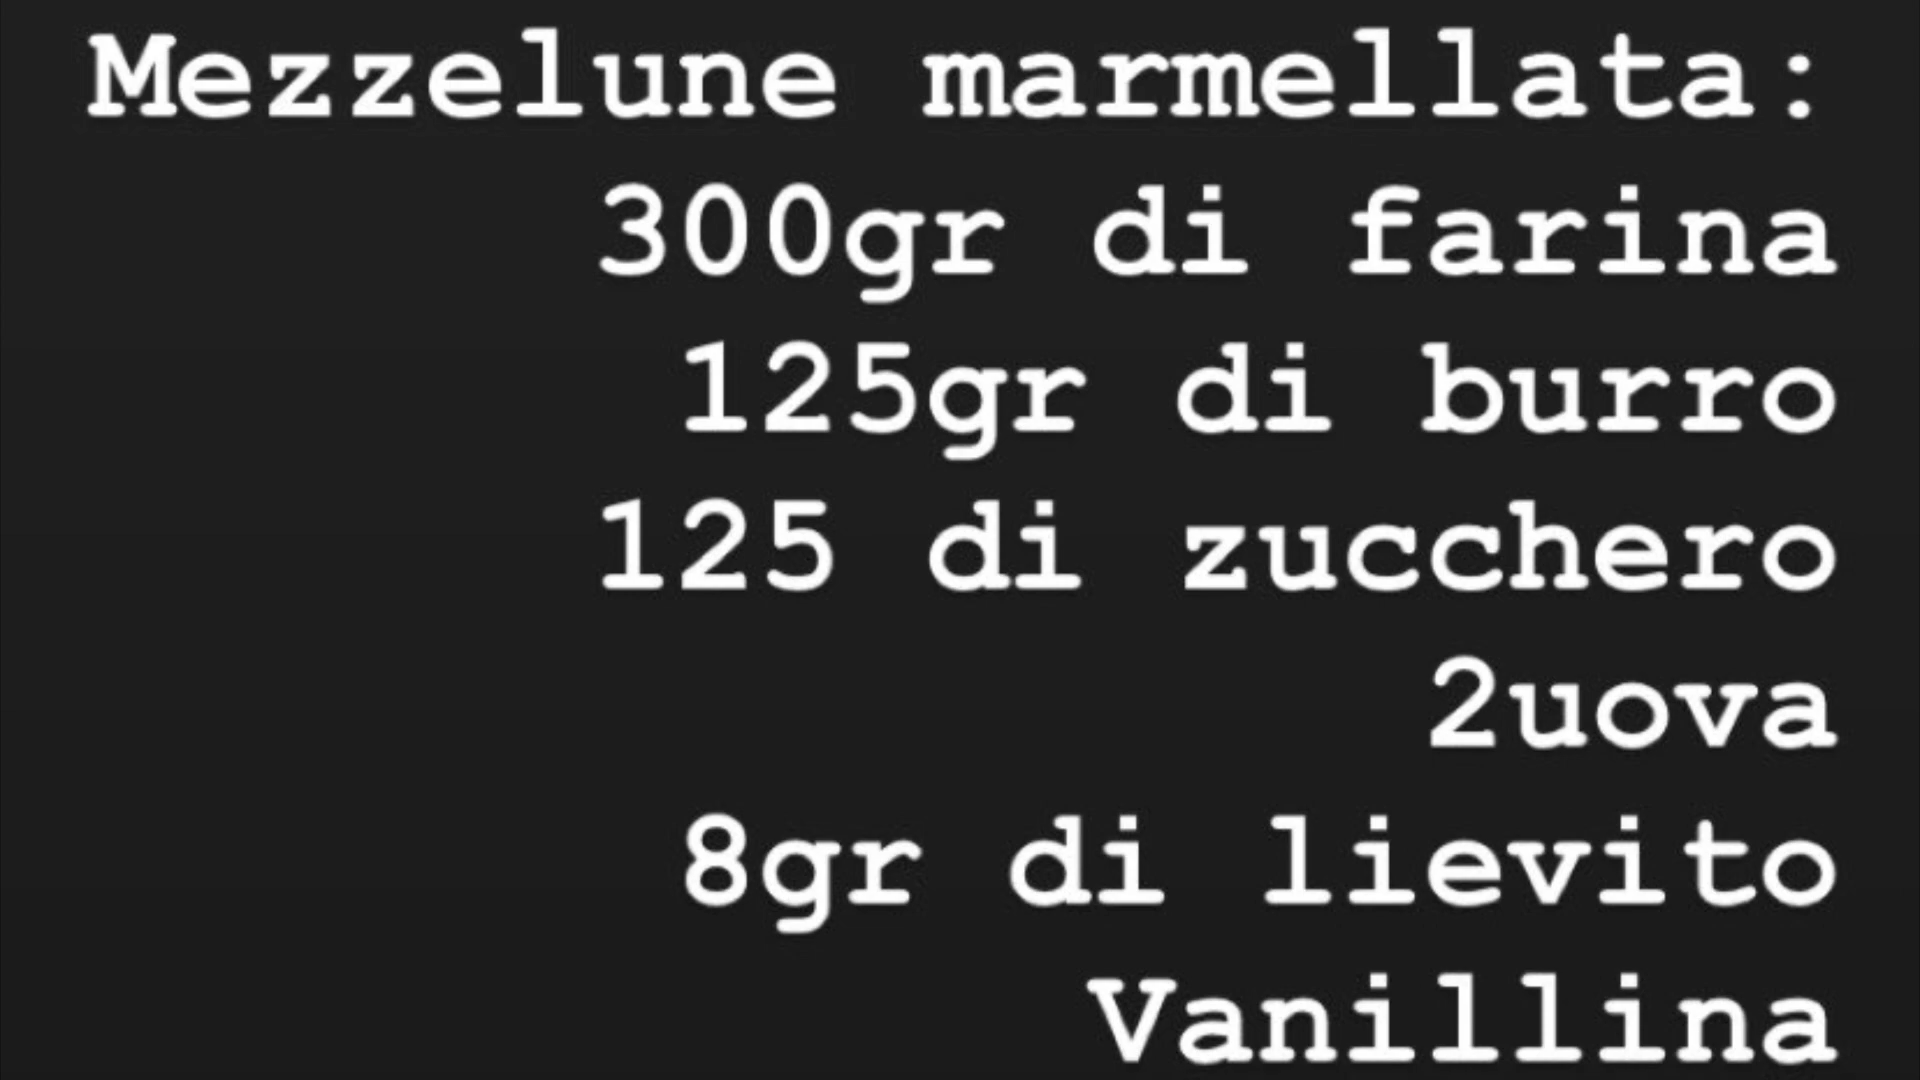 Mezzelune marmellata:
300gr di farina
125gr di burro
125 di zucchero
2uova
8gr di lievito
Vanillina